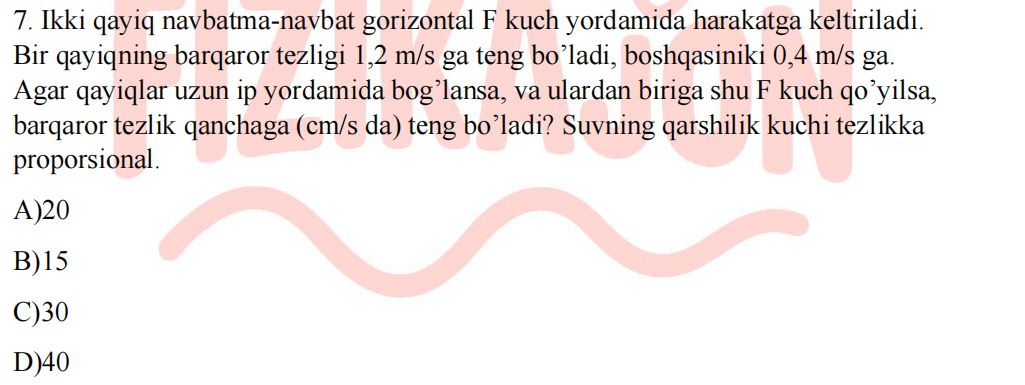 7. Ikki qayiq navbatma-navbat gorizontal F kuch yordamida harakatga keltiriladi.
Bir qayiqning barqaror tezligi 1,2 m/s ga teng bo’ladi, boshqasiniki 0,4 m/s ga.
Agar qayiqlar uzun ip yordamida bog’lansa, va ulardan biriga shu F kuch qo’yilsa,
barqaror tezlik qanchaga (cm/s da) teng bo’ladi? Suvning qarshilik kuchi tezlikka
proporsional.
FIZIKAJON
A)20
B)15
C)30
D)40